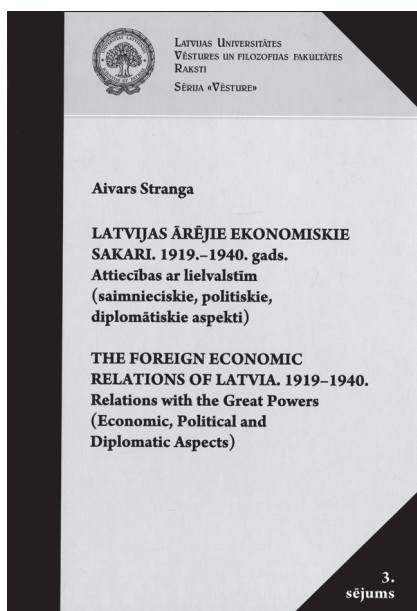 Latvijas Universitātes
Vēstures un filozofijas fakultātes
Raksti
Sērija «Vēsture»
Aivars Stranga
LATVIJAS ĀRĒJIE EKONOMISKIE
SAKARI. 1919.–1940. gads.
Attiecības ar lielvalstīm
(saimnieciskie, politiskie,
diplomātiskie aspekti)
THE FOREIGN ECONOMIC
RELATIONS OF LATVIA. 1919–1940.
Relations with the Great Powers
(Economic, Political and
Diplomatic Aspects)
3.
sējums